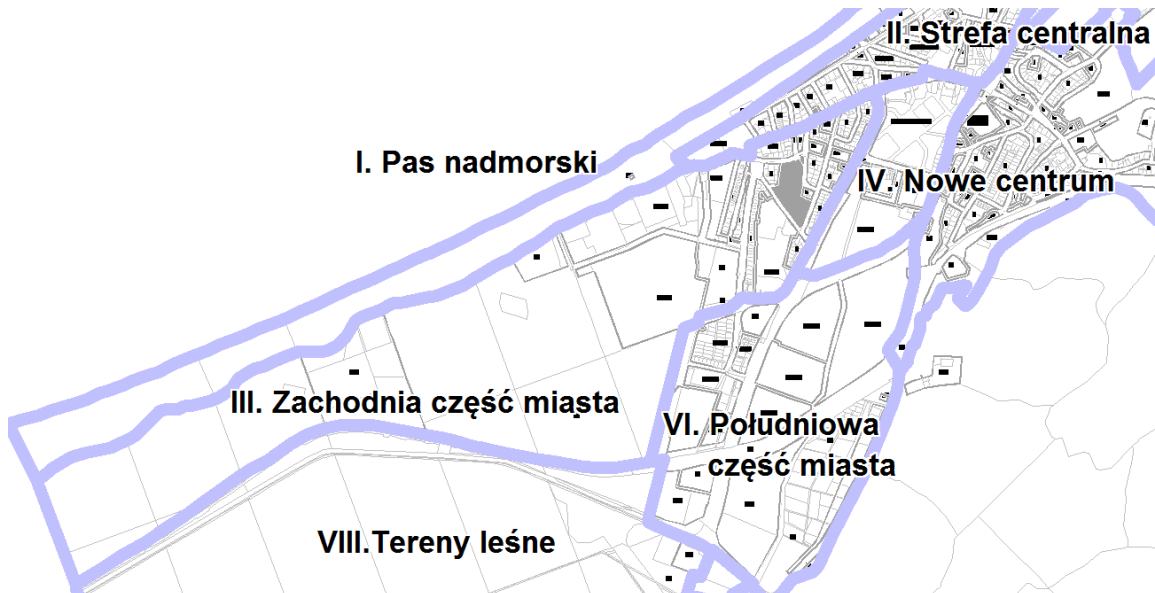 II. Strefa centralna
I. Pas nadmorski
IV. Nowe centrum
III. Zachodnia część miasta
VI. Południowa
część miasta
VIII.Tereny leśne